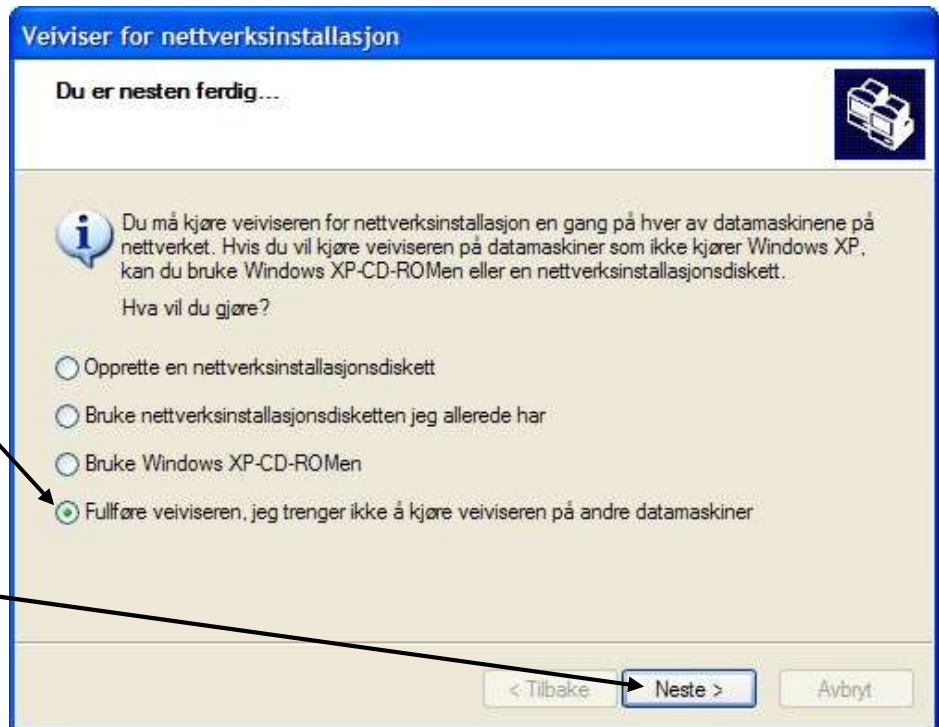 Veiviser for nettverksinstallasjon
Du er nesten ferdig...
Du må kjøre veiviseren for nettverksinstallasjon en gang på hver av datamaskinene på
nettverket. Hvis du vil kjøre veiviseren på datamaskiner som ikke kjører Windows XP,
kan du bruke Windows XP-CD-ROMen eller en nettverksinstallasjonsdiskett.
Hva vil du gjøre?
Opprette en nettverksinstallasjonsdiskett
Bruke nettverksinstallasjonsdisketten jeg allerede har
Bruke Windows XP-CD-ROMen
Fullføre veiviseren, jeg trenger ikke å kjøre veiviseren på andre datamaskiner
< Tilbake Neste > Avbryt